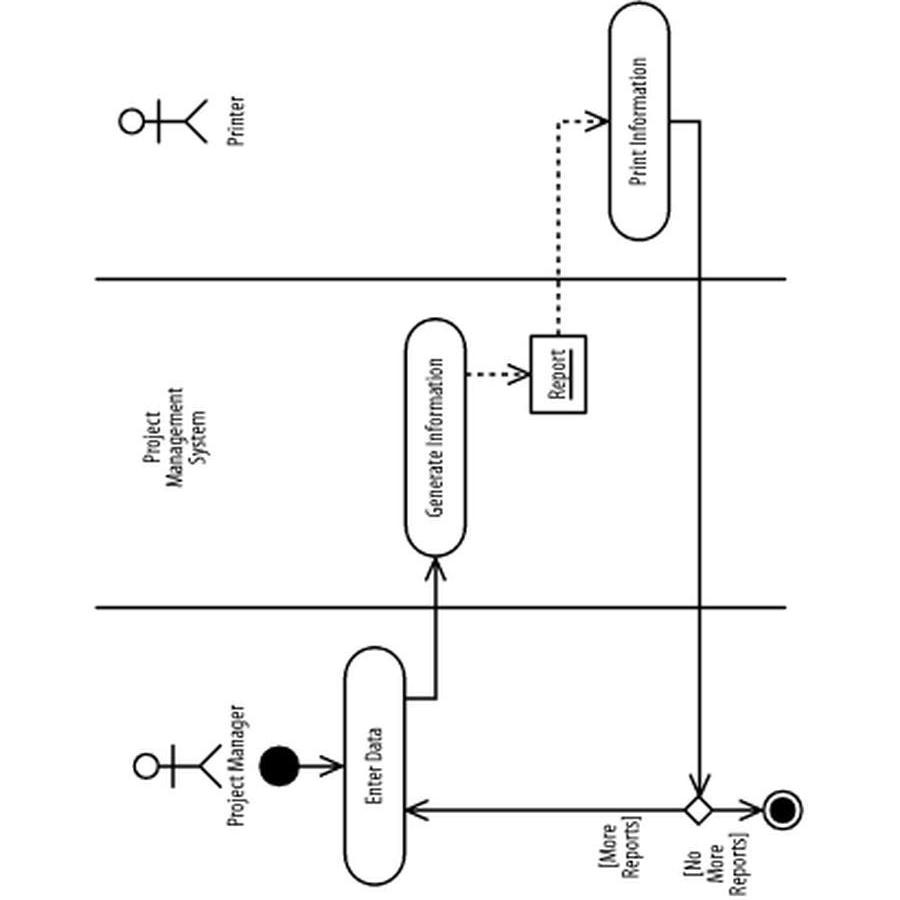 Project Manager
Project
Management
System
Printer
Enter Data
Generate Information
Report
Print Information
[More
Reports]
[No
More
Reports]